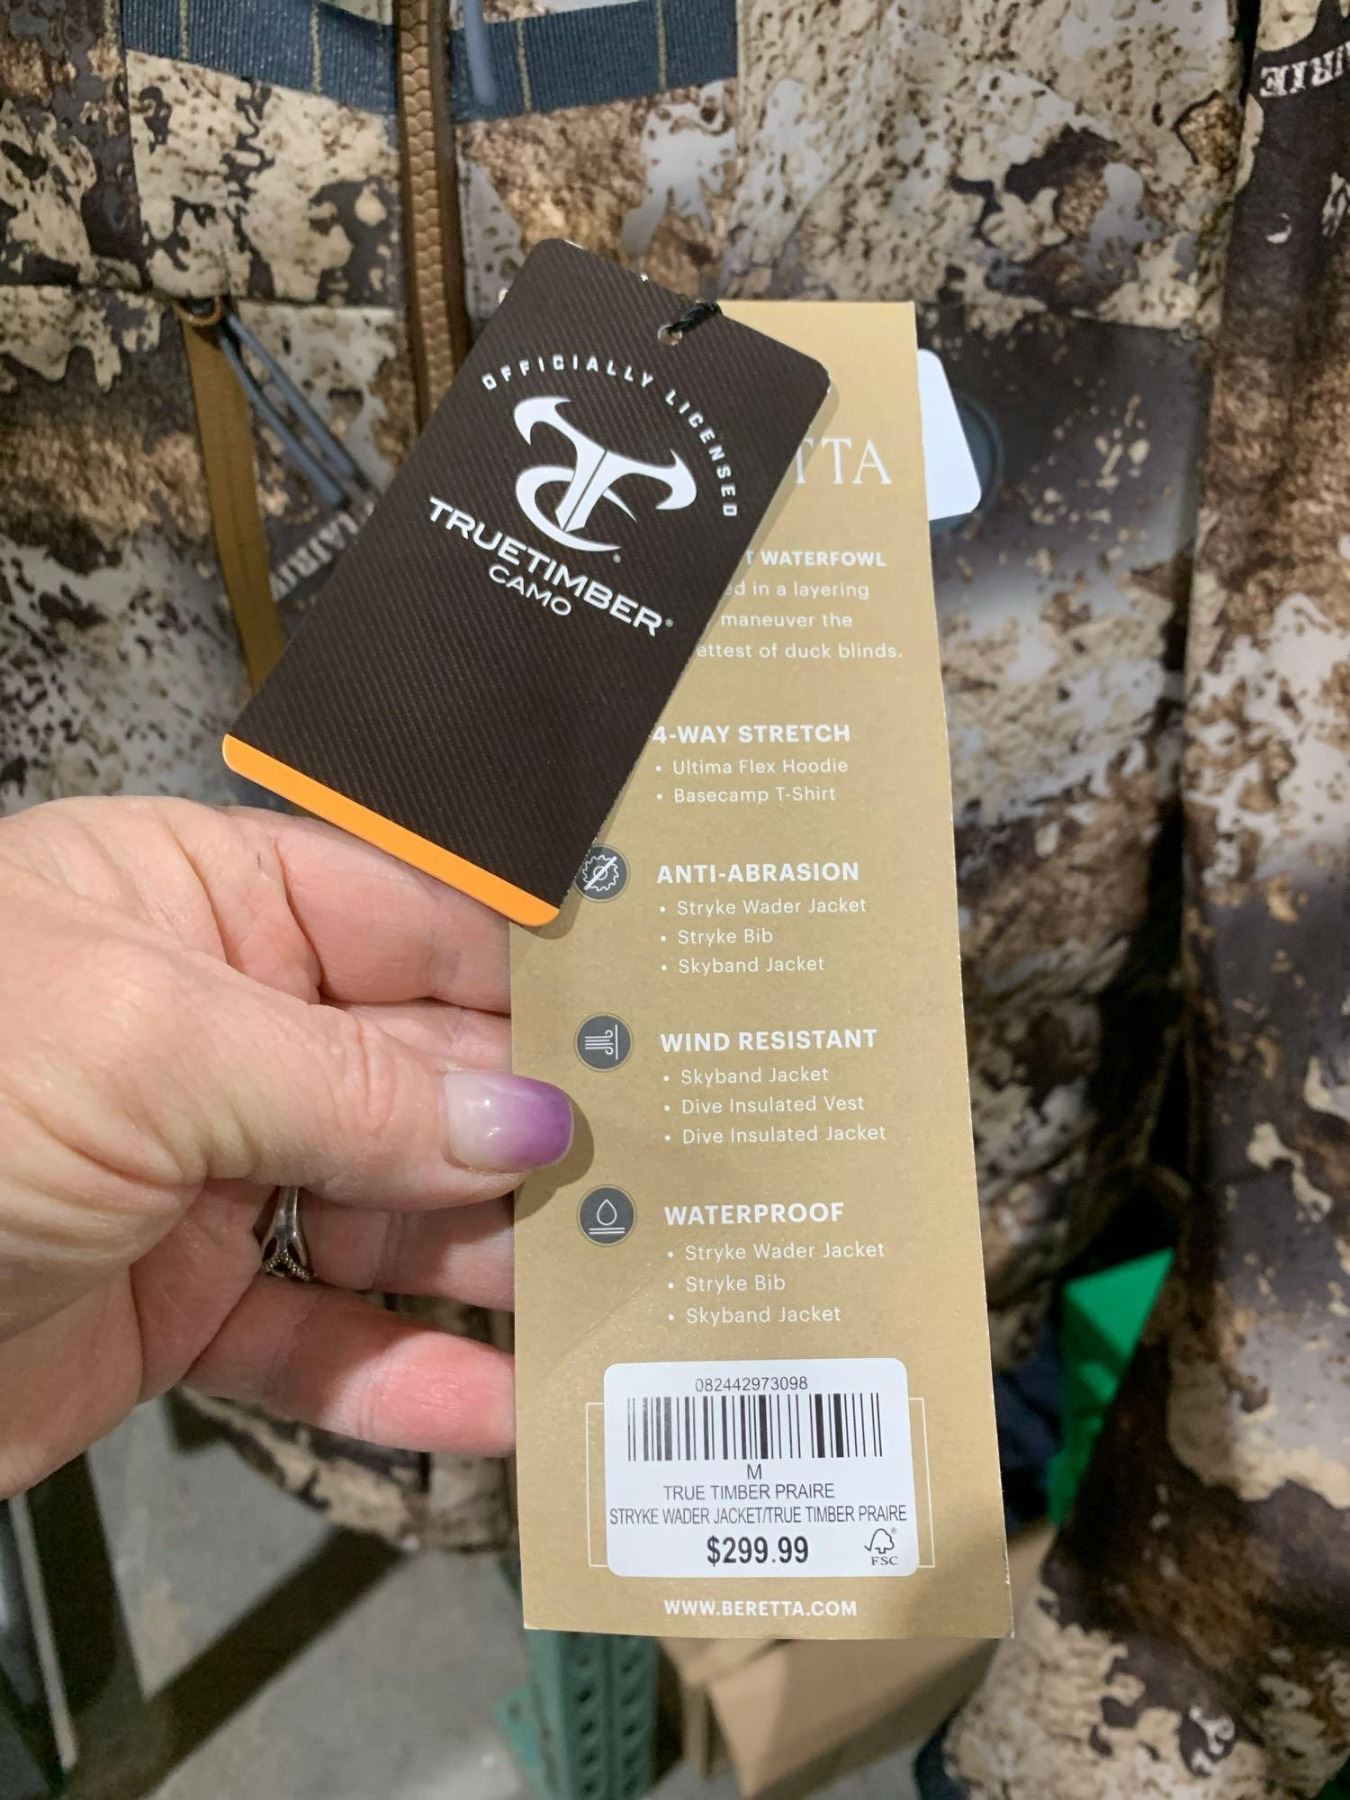 OFFICIALLY LICENSED
TRUETIMBER®
CAMO
WATERFOWL
in a layering
maneuver the
of duck blinds.
4-WAY STRETCH
• Ultima Flex Hoodie
• Basecamp T-Shirt
ANTI-ABRASION
• Stryke Wader Jacket
• Stryke Bib
• Skyband Jacket
WIND RESISTANT
• Skyband Jacket
• Dive Insulated Vest
• Dive Insulated Jacket
WATERPROOF
• Stryke Wader Jacket
• Stryke Bib
• Skyband Jacket
082442973098
M
TRUE TIMBER PRAIRE
STRYKE WADER JACKET/TRUE TIMBER PRAIRE
$299.99
FSC®
WWW.BERETTA.COM